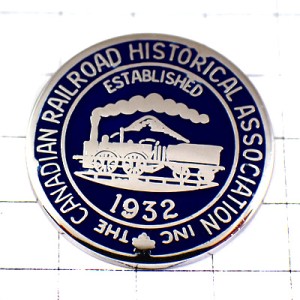 THE CANADIAN RAILROAD HISTORICAL ASSOCIATION INC
ESTABLISHED
1932